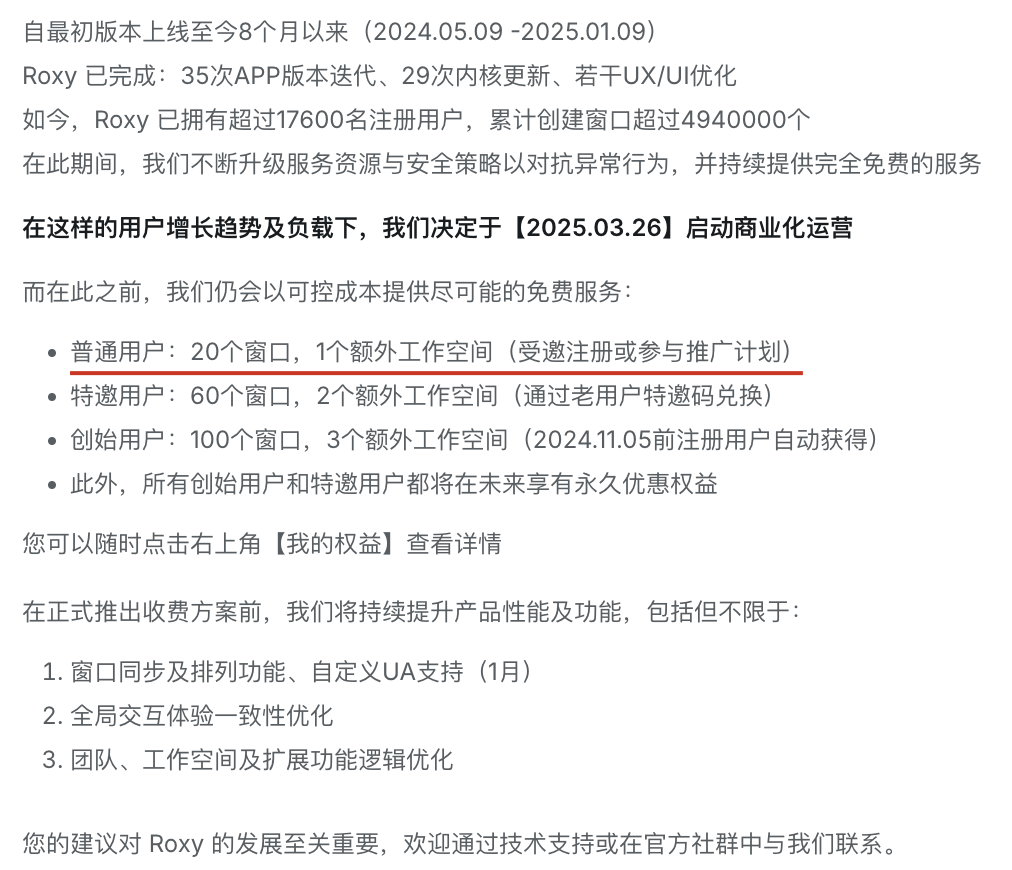 自最初版本上线至今8个月以来（2024.05.09 -2025.01.09）
Roxy 已完成：35次APP版本迭代、29次内核更新、若干UX/UI优化
如今，Roxy 已拥有超过17600名注册用户，累计创建窗口超过4940000个
在此期间，我们不断升级服务资源与安全策略以对抗异常行为，并持续提供完全免费的服务
在这样的用户增长趋势及负载下，我们决定于【2025.03.26】启动商业化运营
而在此之前，我们仍会以可控成本提供尽可能的免费服务：
• 普通用户：20个窗口，1个额外工作空间（受邀注册或参与推广计划）
• 特邀用户：60个窗口，2个额外工作空间（通过老用户特邀码兑换）
• 创始用户：100个窗口，3个额外工作空间（2024.11.05前注册用户自动获得）
• 此外，所有创始用户和特邀用户都将在未来享有永久优惠权益
您可以随时点击右上角【我的权益】查看详情
在正式推出收费方案前，我们将持续提升产品性能及功能，包括但不限于：
1. 窗口同步及排列功能、自定义UA支持（1月）
2. 全局交互体验一致性优化
3. 团队、工作空间及扩展功能逻辑优化
您的建议对 Roxy 的发展至关重要，欢迎通过技术支持或在官方社群中与我们联系。